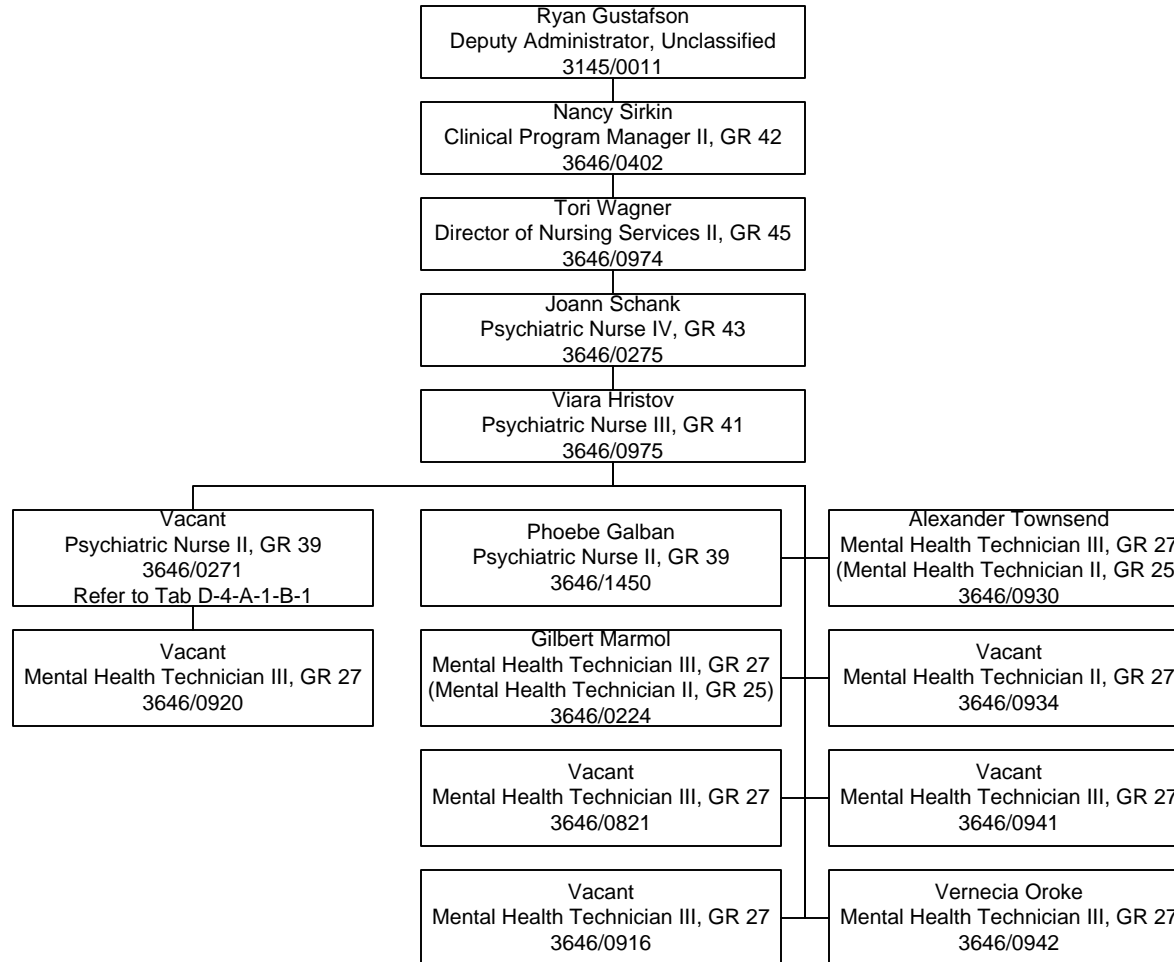 Ryan Gustafson
Deputy Administrator, Unclassified
3145/0011
Nancy Sirkin
Clinical Program Manager II, GR 42
3646/0402
Tori Wagner
Director of Nursing Services II, GR 45
3646/0974
Joann Schank
Psychiatric Nurse IV, GR 43
3646/0275
Viara Hristov
Psychiatric Nurse III, GR 41
3646/0975
Vacant
Psychiatric Nurse II, GR 39
3646/0271
Refer to Tab D-4-A-1-B-1
Phoebe Galban
Psychiatric Nurse II, GR 39
3646/1450
Alexander Townsend
Mental Health Technician III, GR 27
(Mental Health Technician II, GR 25
3646/0930
Vacant
Mental Health Technician III, GR 27
3646/0920
Gilbert Marmol
Mental Health Technician III, GR 27
(Mental Health Technician II, GR 25)
3646/0224
Vacant
Mental Health Technician II, GR 27
3646/0934
Vacant
Mental Health Technician III, GR 27
3646/0821
Vacant
Mental Health Technician III, GR 27
3646/0941
Vacant
Mental Health Technician III, GR 27
3646/0916
Vernecia Oroke
Mental Health Technician III, GR 27
3646/0942